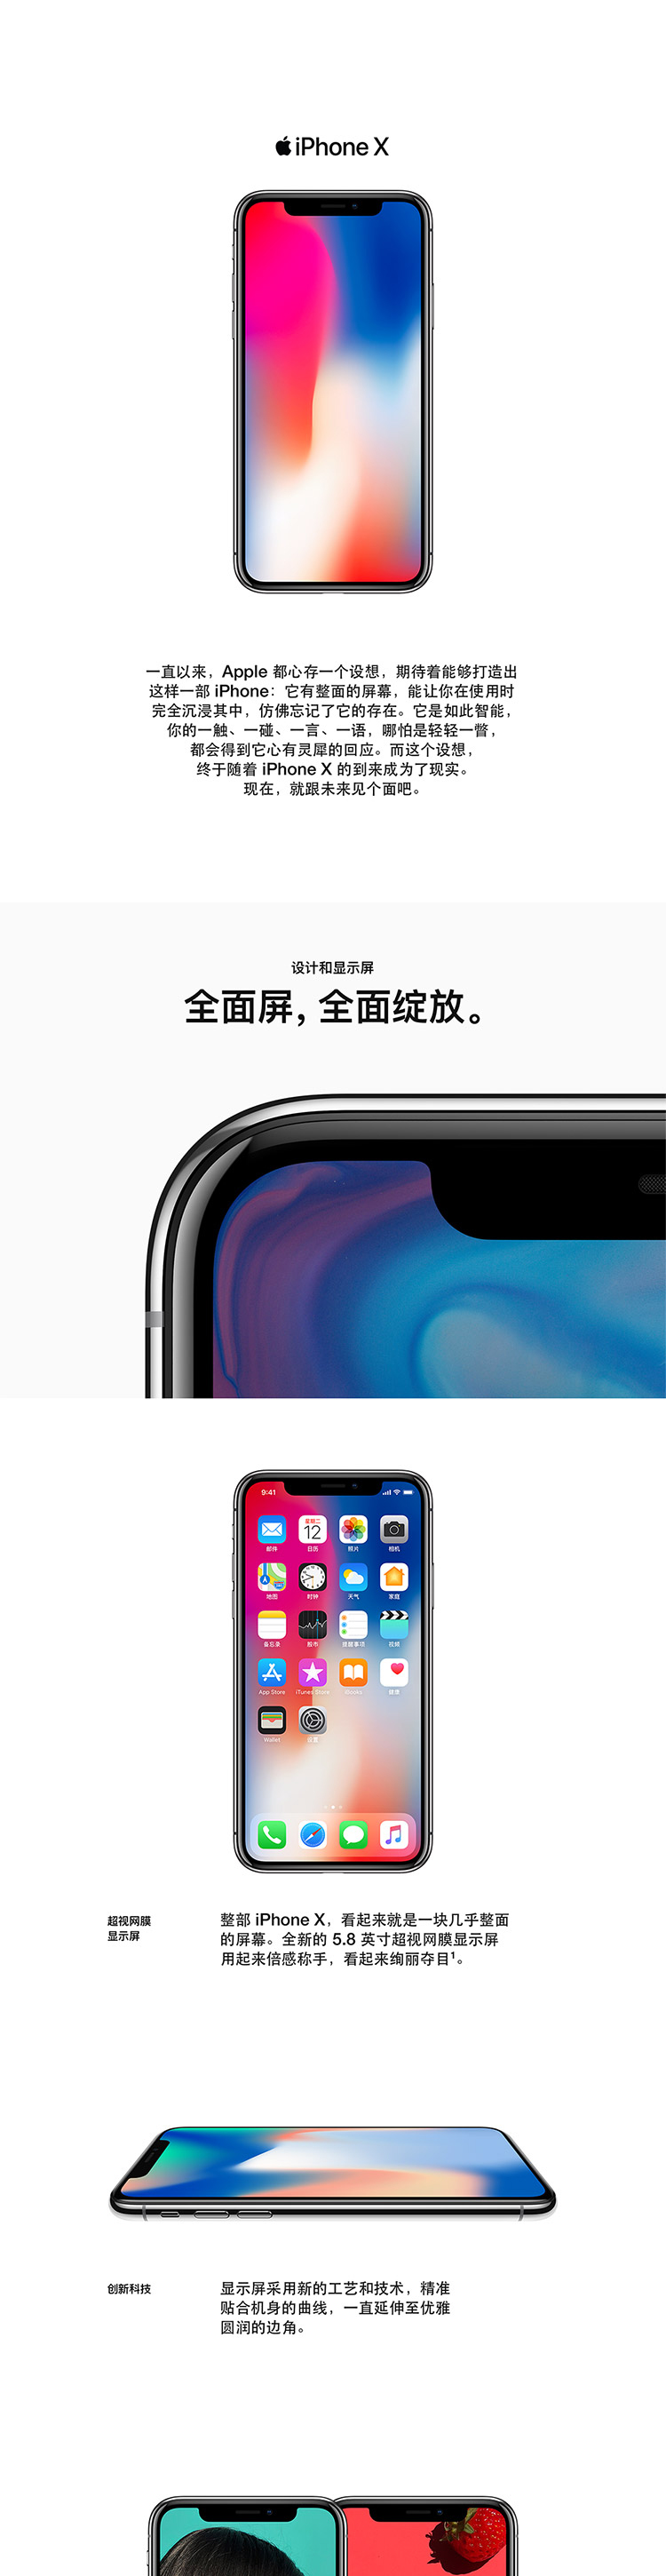 iPhone X
一直以来，Apple 都心存一个设想，期待着能够打造出
这样一部 iPhone：它有整面的屏幕，能让你在使用时
完全沉浸其中，仿佛忘记了它的存在。它是如此智能，
你的一触、一碰、一言、一语，哪怕是轻轻一瞥，
都会得到它心有灵犀的回应。而这个设想，
终于随着 iPhone X 的到来成为了现实。
现在，就跟未来见个面吧。
设计和显示屏
全面屏，全面绽放。
9:41
星期二
12
邮件 日历 照片 相机
地图 时钟 天气 家庭
备忘录 股市 提醒事项 视频
App Store iTunes Store iBooks 健康
Wallet 设置
超视网膜
显示屏
整部 iPhone X，看起来就是一块几乎整面
的屏幕。全新的 5.8 英寸超视网膜显示屏
用起来倍感称手，看起来绚丽夺目¹。
创新科技
显示屏采用新的工艺和技术，精准
贴合机身的曲线，一直延伸至优雅
圆润的边角。